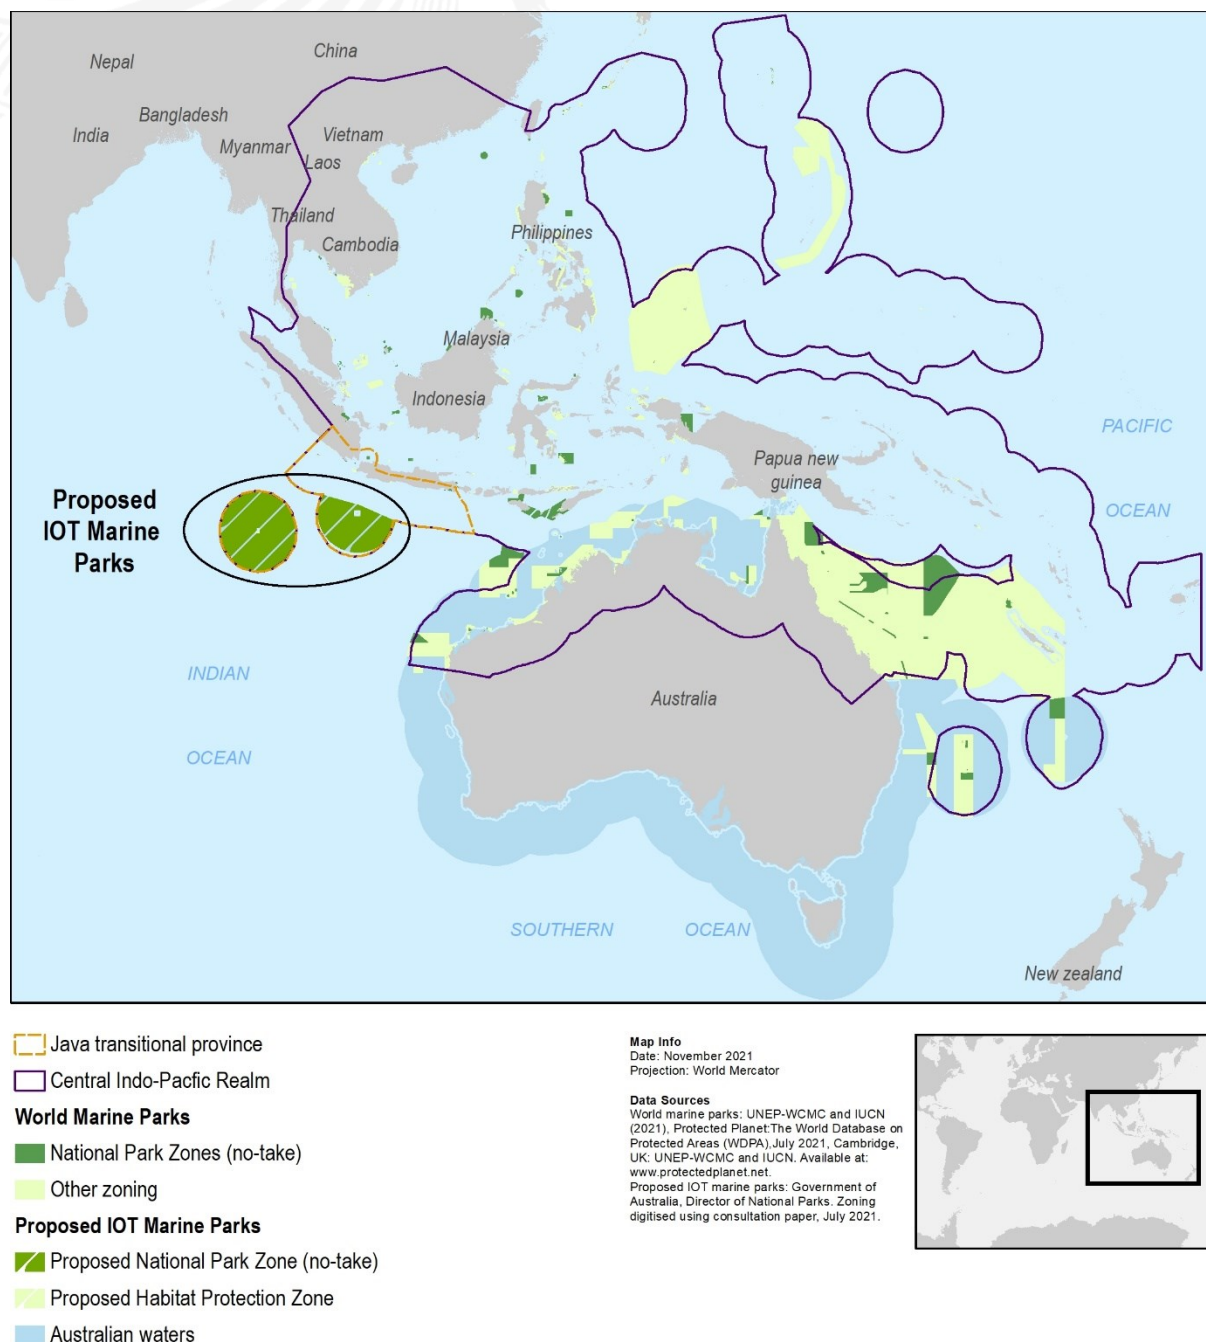 China
Nepal
Bangladesh
India
Myanmar
Vietnam
Laos
Thailand
Cambodia
Philippines
Malaysia
Indonesia
PACIFIC
Papua new
guinea
OCEAN
Proposed
IOT Marine
Parks
INDIAN
Australia
OCEAN
SOUTHERN OCEAN
New zealand
Java transitional province
Central Indo-Pacfic Realm
World Marine Parks
National Park Zones (no-take)
Other zoning
Proposed IOT Marine Parks
Proposed National Park Zone (no-take)
Proposed Habitat Protection Zone
Australian waters
Map Info
Date: November 2021
Projection: World Mercator
Data Sources
World marine parks: UNEP-WCMC and IUCN
(2021), Protected Planet:The World Database on
Protected Areas (WDPA),July 2021, Cambridge,
UK: UNEP-WCMC and IUCN. Available at:
www.protectedplanet.net.
Proposed IOT marine parks: Government of
Australia, Director of National Parks. Zoning
digitised using consultation paper, July 2021.